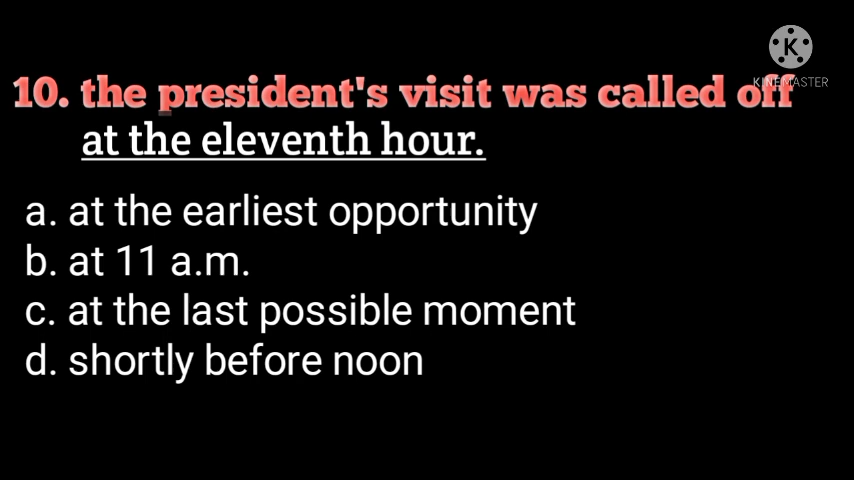 K
KINEMASTER
10. the president's visit was called off
at the eleventh hour.
a. at the earliest opportunity
b. at 11 a.m.
c. at the last possible moment
d. shortly before noon